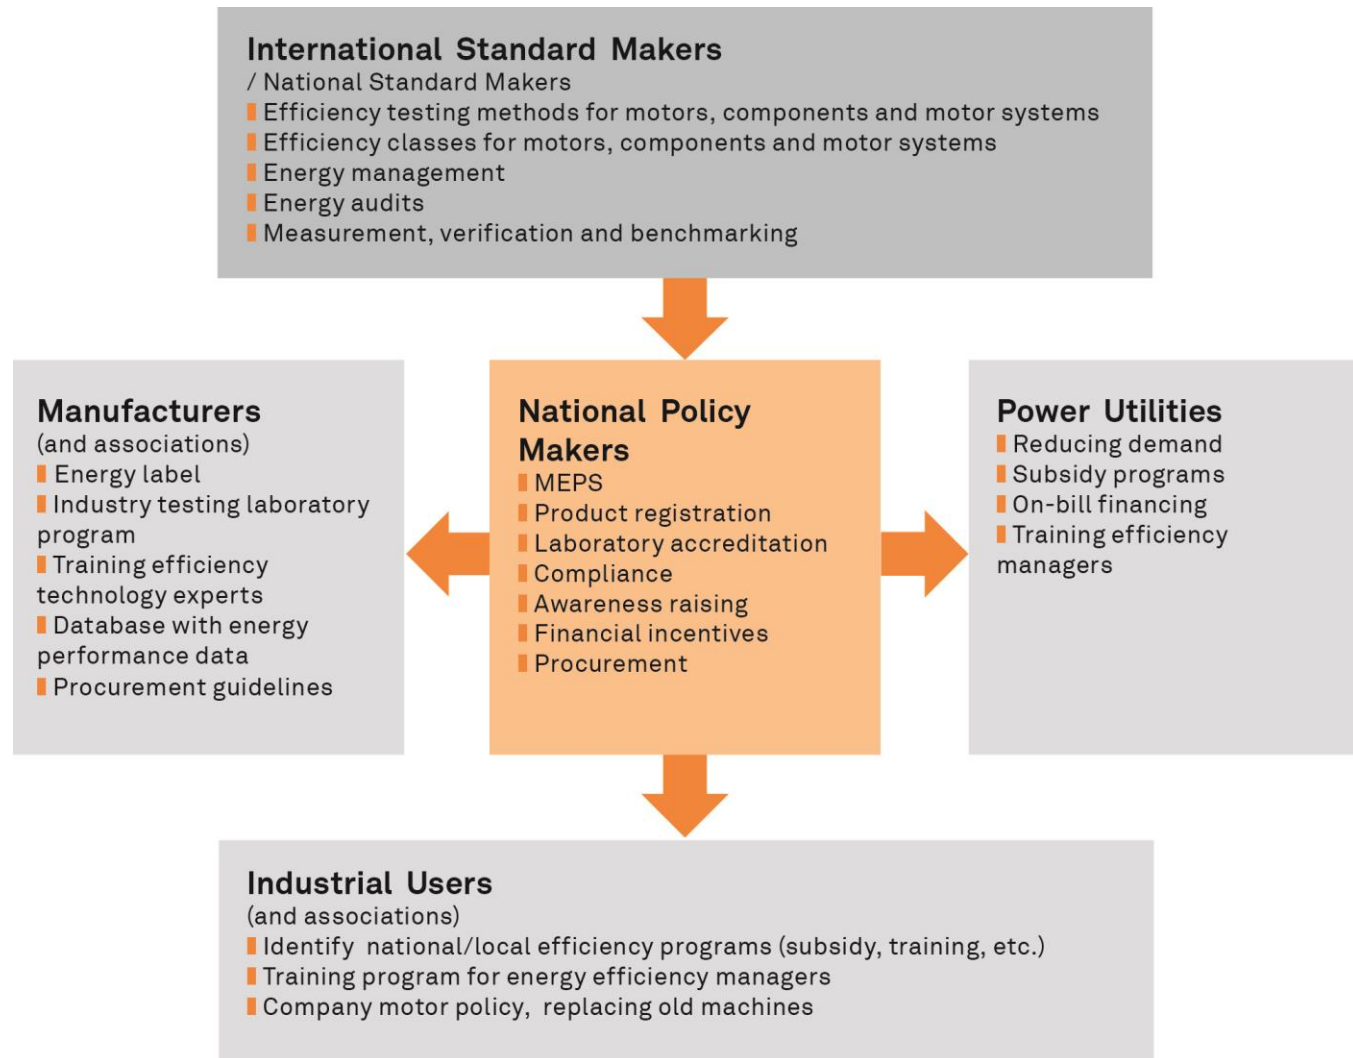 International Standard Makers
/ National Standard Makers
Efficiency testing methods for motors, components and motor systems
Efficiency classes for motors, components and motor systems
Energy management
Energy audits
Measurement, verification and benchmarking
Manufacturers
(and associations)
Energy label
Industry testing laboratory
program
Training efficiency
technology experts
Database with energy
performance data
Procurement guidelines
National Policy
Makers
MEPS
Product registration
Laboratory accreditation
Compliance
Awareness raising
Financial incentives
Procurement
Power Utilities
Reducing demand
Subsidy programs
On-bill financing
Training efficiency
managers
Industrial Users
(and associations)
Identify national/local efficiency programs (subsidy, training, etc.)
Training program for energy efficiency managers
Company motor policy, replacing old machines